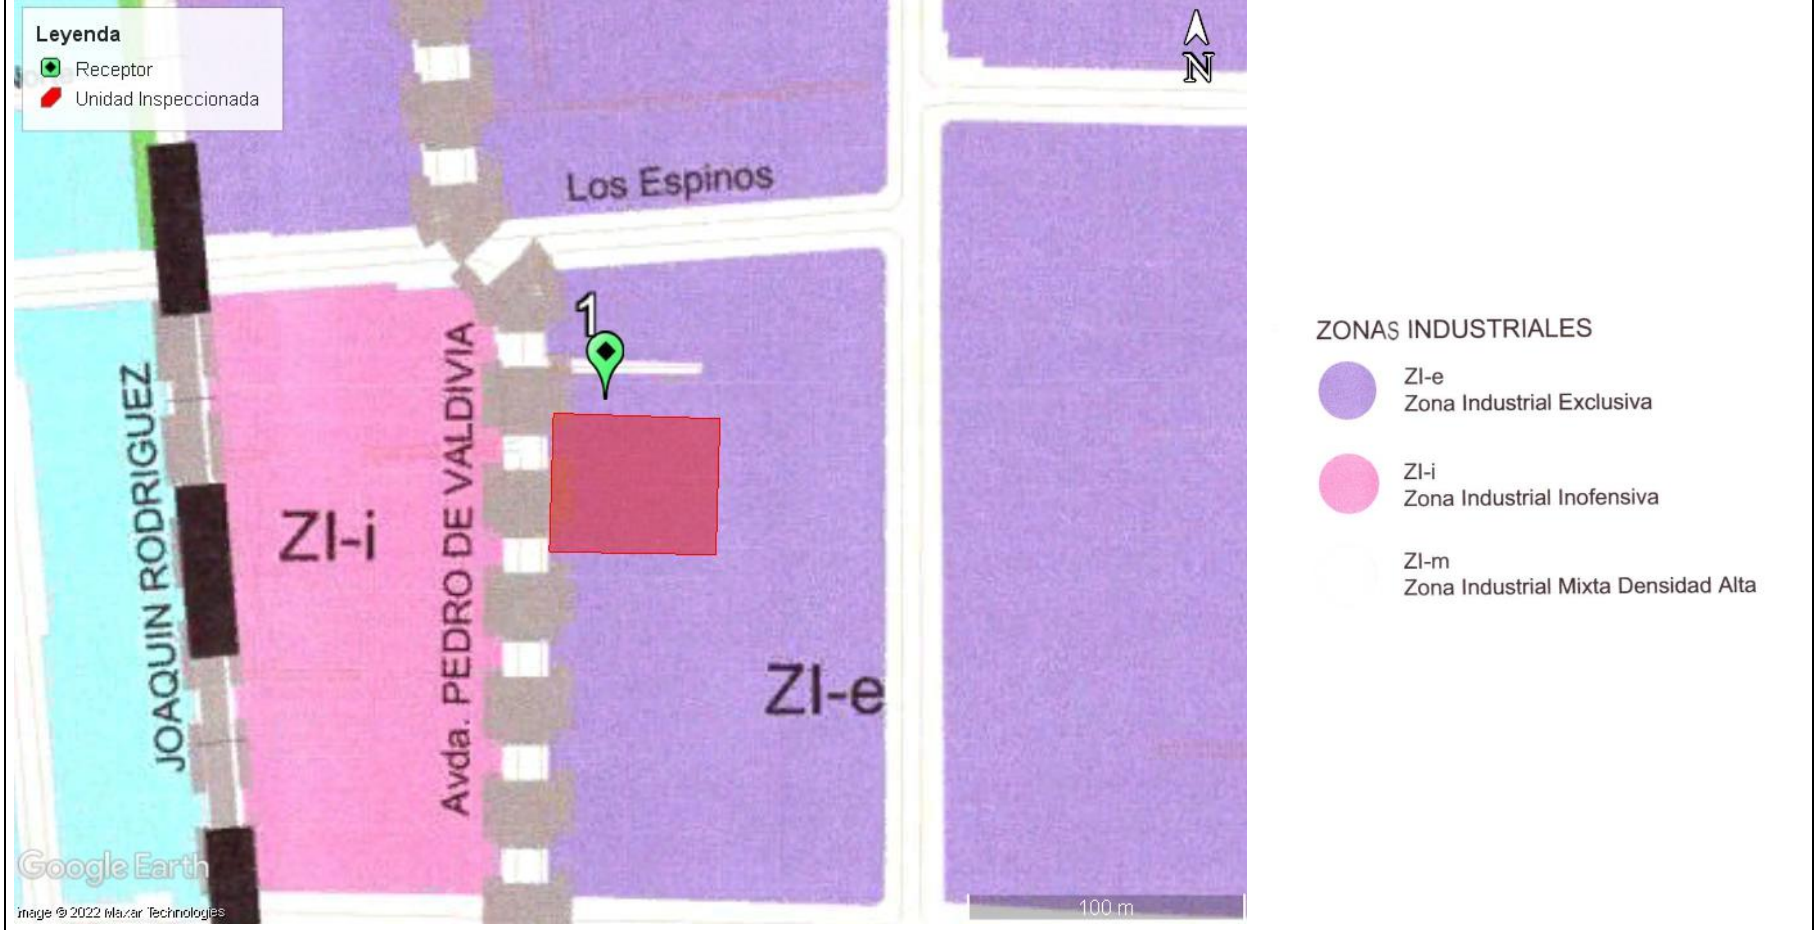 Leyenda
Receptor
Unidad Inspeccionada
N
Los Espinos
1
JOAQUIN RODRIGUEZ
ZI-i
Avda. PEDRO DE VALDIVIA
ZI-e
Google Earth
Image © 2022 Maxar Technologies
100 m
ZONAS INDUSTRIALES
ZI-e
Zona Industrial Exclusiva
ZI-i
Zona Industrial Inofensiva
ZI-m
Zona Industrial Mixta Densidad Alta